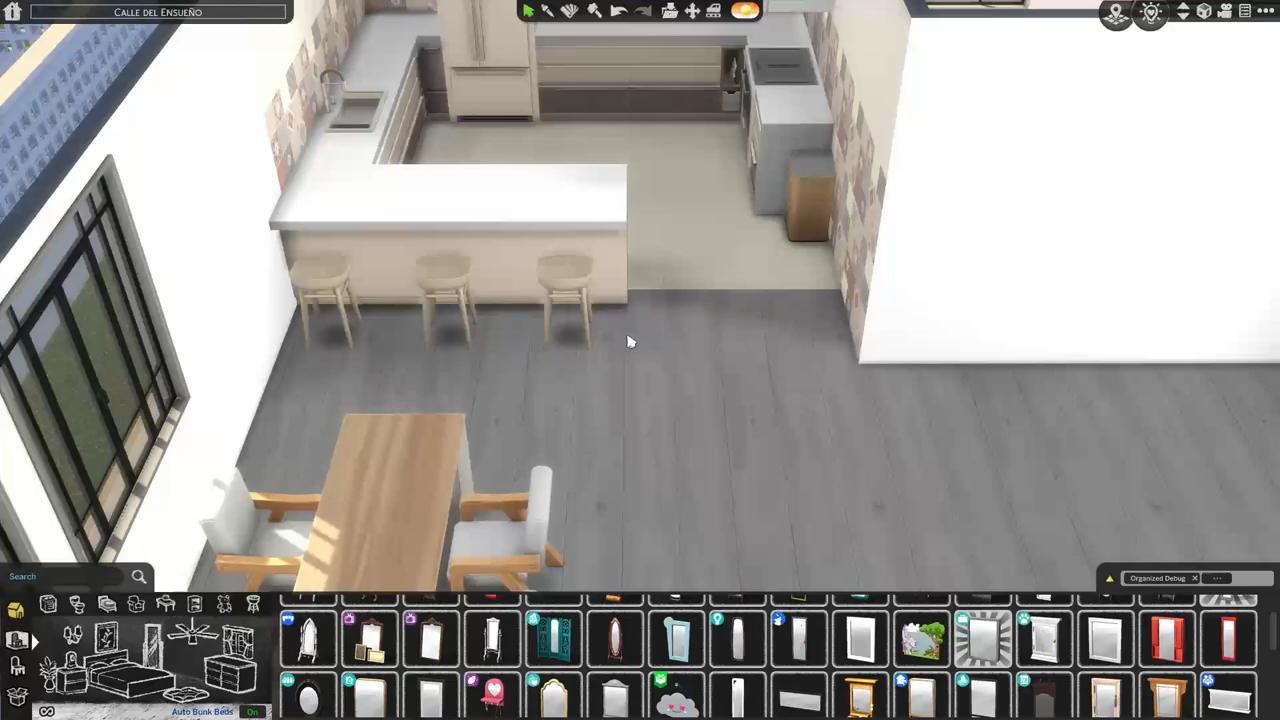 CALLE DEL ENSUEÑO
Search
Organized Debug
Auto Bunk Beds On